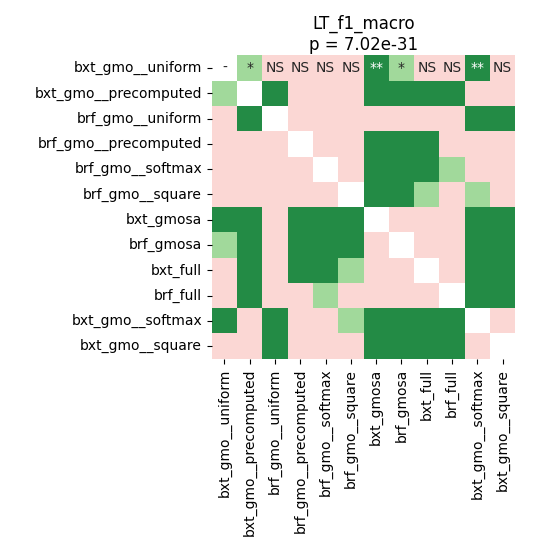 LT_f1_macro
p = 7.02e-31
bxt_gmo__uniform - * NS NS NS NS ** * NS NS ** NS
bxt_gmo__precomputed
brf_gmo__uniform
brf_gmo__precomputed
brf_gmo__softmax
brf_gmo__square
bxt_gmosa
brf_gmosa
bxt_full
brf_full
bxt_gmo__softmax
bxt_gmo__square
bxt_gmo__uniform
bxt_gmo__precomputed
brf_gmo__uniform
brf_gmo__precomputed
brf_gmo__softmax
brf_gmo__square
bxt_gmosa
brf_gmosa
bxt_full
brf_full
bxt_gmo__softmax
bxt_gmo__square